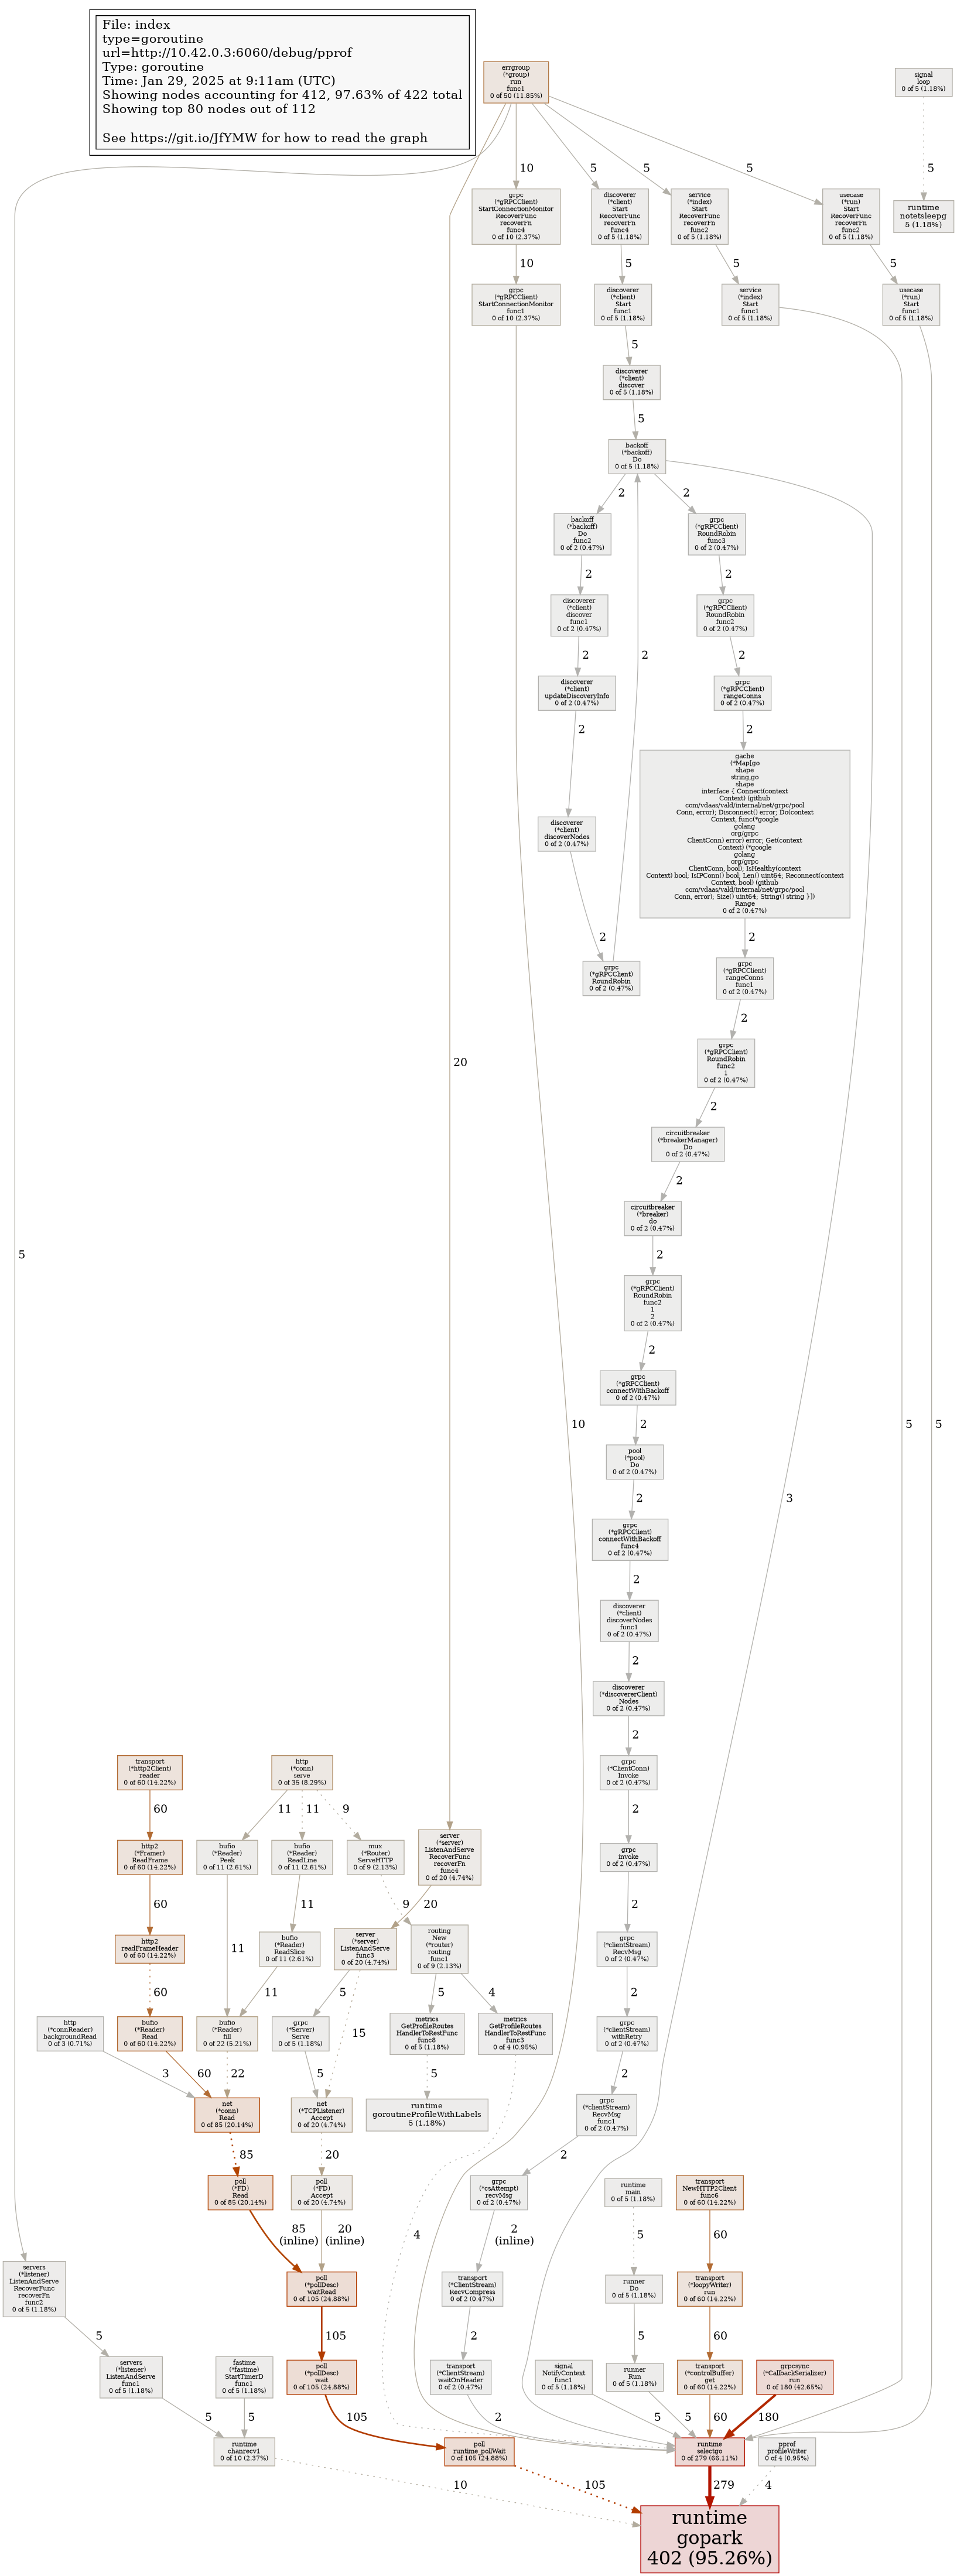 File: index
type=goroutine
url=http://10.42.0.3:6060/debug/pprof
Type: goroutine
Time: Jan 29, 2025 at 9:11am (UTC)
Showing nodes accounting for 412, 97.63% of 422 total
Showing top 80 nodes out of 112
See https://git.io/JfYMW for how to read the graph
errgroup
(*group)
run
func1
0 of 50 (11.85%)
signal
loop
0 of 5 (1.18%)
10
5
5
5
5
grpc
(*gRPCClient)
StartConnectionMonitor
RecoverFunc
recoverFn
func4
0 of 10 (2.37%)
discoverer
(*client)
Start
RecoverFunc
recoverFn
func4
0 of 5 (1.18%)
service
(*index)
Start
RecoverFunc
recoverFn
func2
0 of 5 (1.18%)
usecase
(*run)
Start
RecoverFunc
recoverFn
func2
0 of 5 (1.18%)
runtime
notetsleepg
5 (1.18%)
10
5
5
5
grpc
(*gRPCClient)
StartConnectionMonitor
func1
0 of 10 (2.37%)
discoverer
(*client)
Start
func1
0 of 5 (1.18%)
service
(*index)
Start
func1
0 of 5 (1.18%)
usecase
(*run)
Start
func1
0 of 5 (1.18%)
5
discoverer
(*client)
discover
0 of 5 (1.18%)
5
backoff
(*backoff)
Do
0 of 5 (1.18%)
2
2
backoff
(*backoff)
Do
func2
0 of 2 (0.47%)
grpc
(*gRPCClient)
RoundRobin
func3
0 of 2 (0.47%)
2
2
discoverer
(*client)
discover
func1
0 of 2 (0.47%)
grpc
(*gRPCClient)
RoundRobin
func2
0 of 2 (0.47%)
2
2
2
discoverer
(*client)
updateDiscoveryInfo
0 of 2 (0.47%)
grpc
(*gRPCClient)
rangeConns
0 of 2 (0.47%)
2
2
gache
(*Map[go
shape
string,go
shape
interface { Connect(context
Context) (github
com/vdaas/vald/internal/net/grpc/pool
Conn, error); Disconnect() error; Do(context
Context, func(*google
golang
org/grpc
ClientConn) error) error; Get(context
Context) (*google
golang
org/grpc
ClientConn, bool); IsHealthy(context
Context) bool; IsIPConn() bool; Len() uint64; Reconnect(context
Context, bool) (github
com/vdaas/vald/internal/net/grpc/pool
Conn, error); Size() uint64; String() string }])
Range
0 of 2 (0.47%)
discoverer
(*client)
discoverNodes
0 of 2 (0.47%)
2
2
grpc
(*gRPCClient)
RoundRobin
0 of 2 (0.47%)
grpc
(*gRPCClient)
rangeConns
func1
0 of 2 (0.47%)
2
grpc
(*gRPCClient)
RoundRobin
func2
1
0 of 2 (0.47%)
20
2
circuitbreaker
(*breakerManager)
Do
0 of 2 (0.47%)
2
circuitbreaker
(*breaker)
do
0 of 2 (0.47%)
5
2
grpc
(*gRPCClient)
RoundRobin
func2
1
2
0 of 2 (0.47%)
2
grpc
(*gRPCClient)
connectWithBackoff
0 of 2 (0.47%)
10
2
5
5
pool
(*pool)
Do
0 of 2 (0.47%)
2
3
grpc
(*gRPCClient)
connectWithBackoff
func4
0 of 2 (0.47%)
2
discoverer
(*client)
discoverNodes
func1
0 of 2 (0.47%)
2
discoverer
(*discovererClient)
Nodes
0 of 2 (0.47%)
2
transport
(*http2Client)
reader
0 of 60 (14.22%)
http
(*conn)
serve
0 of 35 (8.29%)
grpc
(*ClientConn)
Invoke
0 of 2 (0.47%)
60
11
11
9
2
http2
(*Framer)
ReadFrame
0 of 60 (14.22%)
bufio
(*Reader)
Peek
0 of 11 (2.61%)
bufio
(*Reader)
ReadLine
0 of 11 (2.61%)
mux
(*Router)
ServeHTTP
0 of 9 (2.13%)
server
(*server)
ListenAndServe
RecoverFunc
recoverFn
func4
0 of 20 (4.74%)
grpc
invoke
0 of 2 (0.47%)
60
11
9
20
2
http2
readFrameHeader
0 of 60 (14.22%)
11
bufio
(*Reader)
ReadSlice
0 of 11 (2.61%)
server
(*server)
ListenAndServe
func3
0 of 20 (4.74%)
routing
New
(*router)
routing
func1
0 of 9 (2.13%)
grpc
(*clientStream)
RecvMsg
0 of 2 (0.47%)
60
11
5
5
4
2
http
(*connReader)
backgroundRead
0 of 3 (0.71%)
bufio
(*Reader)
Read
0 of 60 (14.22%)
bufio
(*Reader)
fill
0 of 22 (5.21%)
grpc
(*Server)
Serve
0 of 5 (1.18%)
15
metrics
GetProfileRoutes
HandlerToRestFunc
func8
0 of 5 (1.18%)
metrics
GetProfileRoutes
HandlerToRestFunc
func3
0 of 4 (0.95%)
grpc
(*clientStream)
withRetry
0 of 2 (0.47%)
3
60
22
5
5
2
net
(*conn)
Read
0 of 85 (20.14%)
net
(*TCPListener)
Accept
0 of 20 (4.74%)
runtime
goroutineProfileWithLabels
5 (1.18%)
grpc
(*clientStream)
RecvMsg
func1
0 of 2 (0.47%)
85
20
2
poll
(*FD)
Read
0 of 85 (20.14%)
poll
(*FD)
Accept
0 of 20 (4.74%)
grpc
(*csAttempt)
recvMsg
0 of 2 (0.47%)
runtime
main
0 of 5 (1.18%)
transport
NewHTTP2Client
func6
0 of 60 (14.22%)
85
(inline)
20
(inline)
4
2
(inline)
5
60
servers
(*listener)
ListenAndServe
RecoverFunc
recoverFn
func2
0 of 5 (1.18%)
poll
(*pollDesc)
waitRead
0 of 105 (24.88%)
transport
(*ClientStream)
RecvCompress
0 of 2 (0.47%)
runner
Do
0 of 5 (1.18%)
transport
(*loopyWriter)
run
0 of 60 (14.22%)
5
105
2
5
60
servers
(*listener)
ListenAndServe
func1
0 of 5 (1.18%)
fastime
(*fastime)
StartTimerD
func1
0 of 5 (1.18%)
poll
(*pollDesc)
wait
0 of 105 (24.88%)
transport
(*ClientStream)
waitOnHeader
0 of 2 (0.47%)
signal
NotifyContext
func1
0 of 5 (1.18%)
runner
Run
0 of 5 (1.18%)
transport
(*controlBuffer)
get
0 of 60 (14.22%)
grpcsync
(*CallbackSerializer)
run
0 of 180 (42.65%)
5
5
105
2
5
5
60
180
runtime
chanrecv1
0 of 10 (2.37%)
poll
runtime_pollWait
0 of 105 (24.88%)
runtime
selectgo
0 of 279 (66.11%)
pprof
profileWriter
0 of 4 (0.95%)
10
105
279
4
runtime
gopark
402 (95.26%)